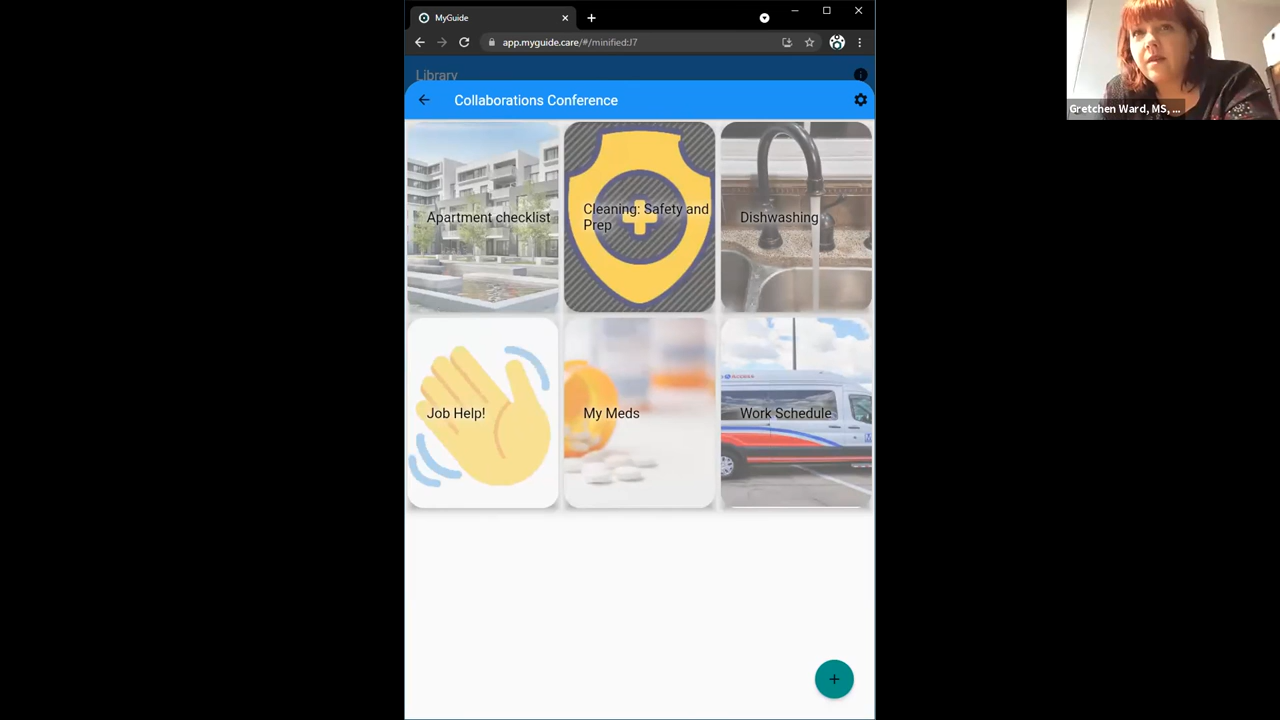 MyGuide
app.myguide.care/#/minified:J7
Library
Collaborations Conference
Apartment checklist
Cleaning: Safety and
Prep
Dishwashing
Job Help!
My Meds
Work Schedule
Access
Gretchen Ward, MS, ...